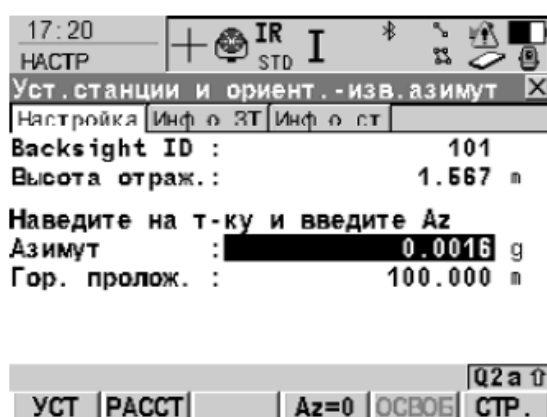 17:20
НАСТР
IR
STD
I
Уст.станции и ориент.-изв.азимут
Настройка Инф о ЗТ Инф о ст
Backsight ID : 101
Высота отраж.: 1.567 m
Наведите на т-ку и введите Az
Азимут : 0.0016 g
Гор. пролож. : 100.000 m
Q2a
УСТ РАССТ Az=0 ОСВОБ СТР.